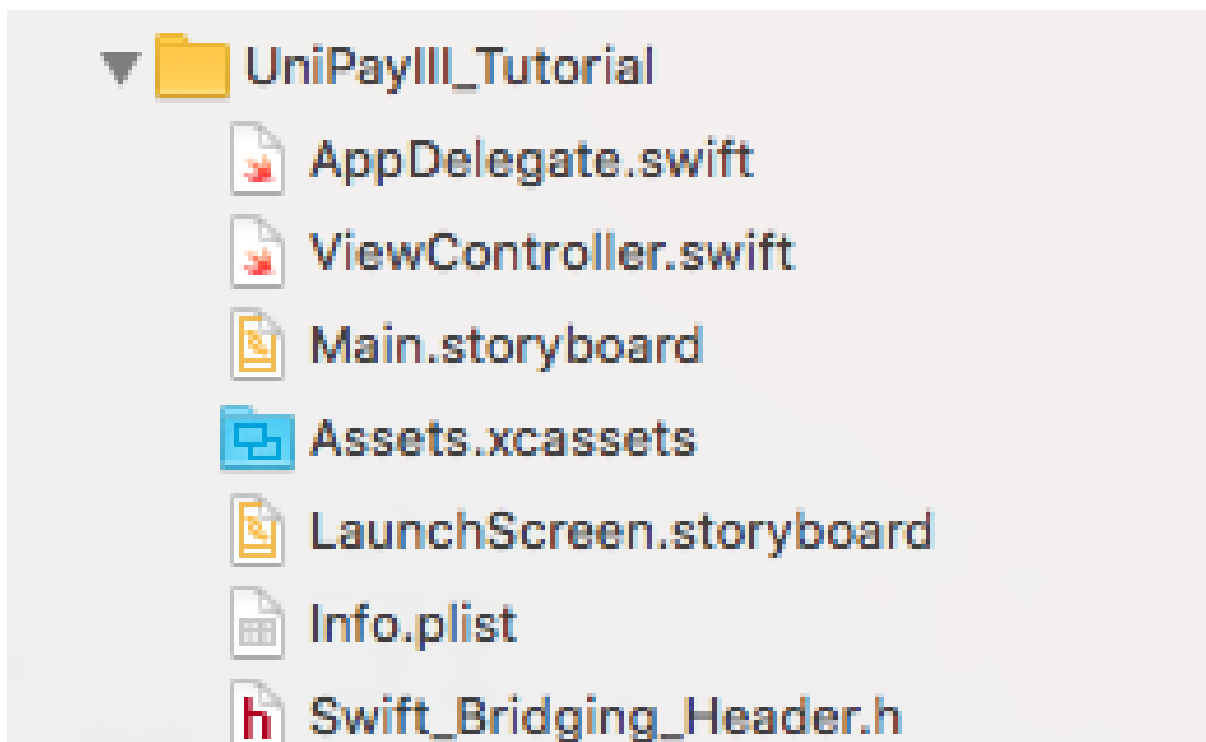 UniPayIII_Tutorial
AppDelegate.swift
ViewController.swift
Main.storyboard
Assets.xcassets
LaunchScreen.storyboard
Info.plist
Swift_Bridging_Header.h